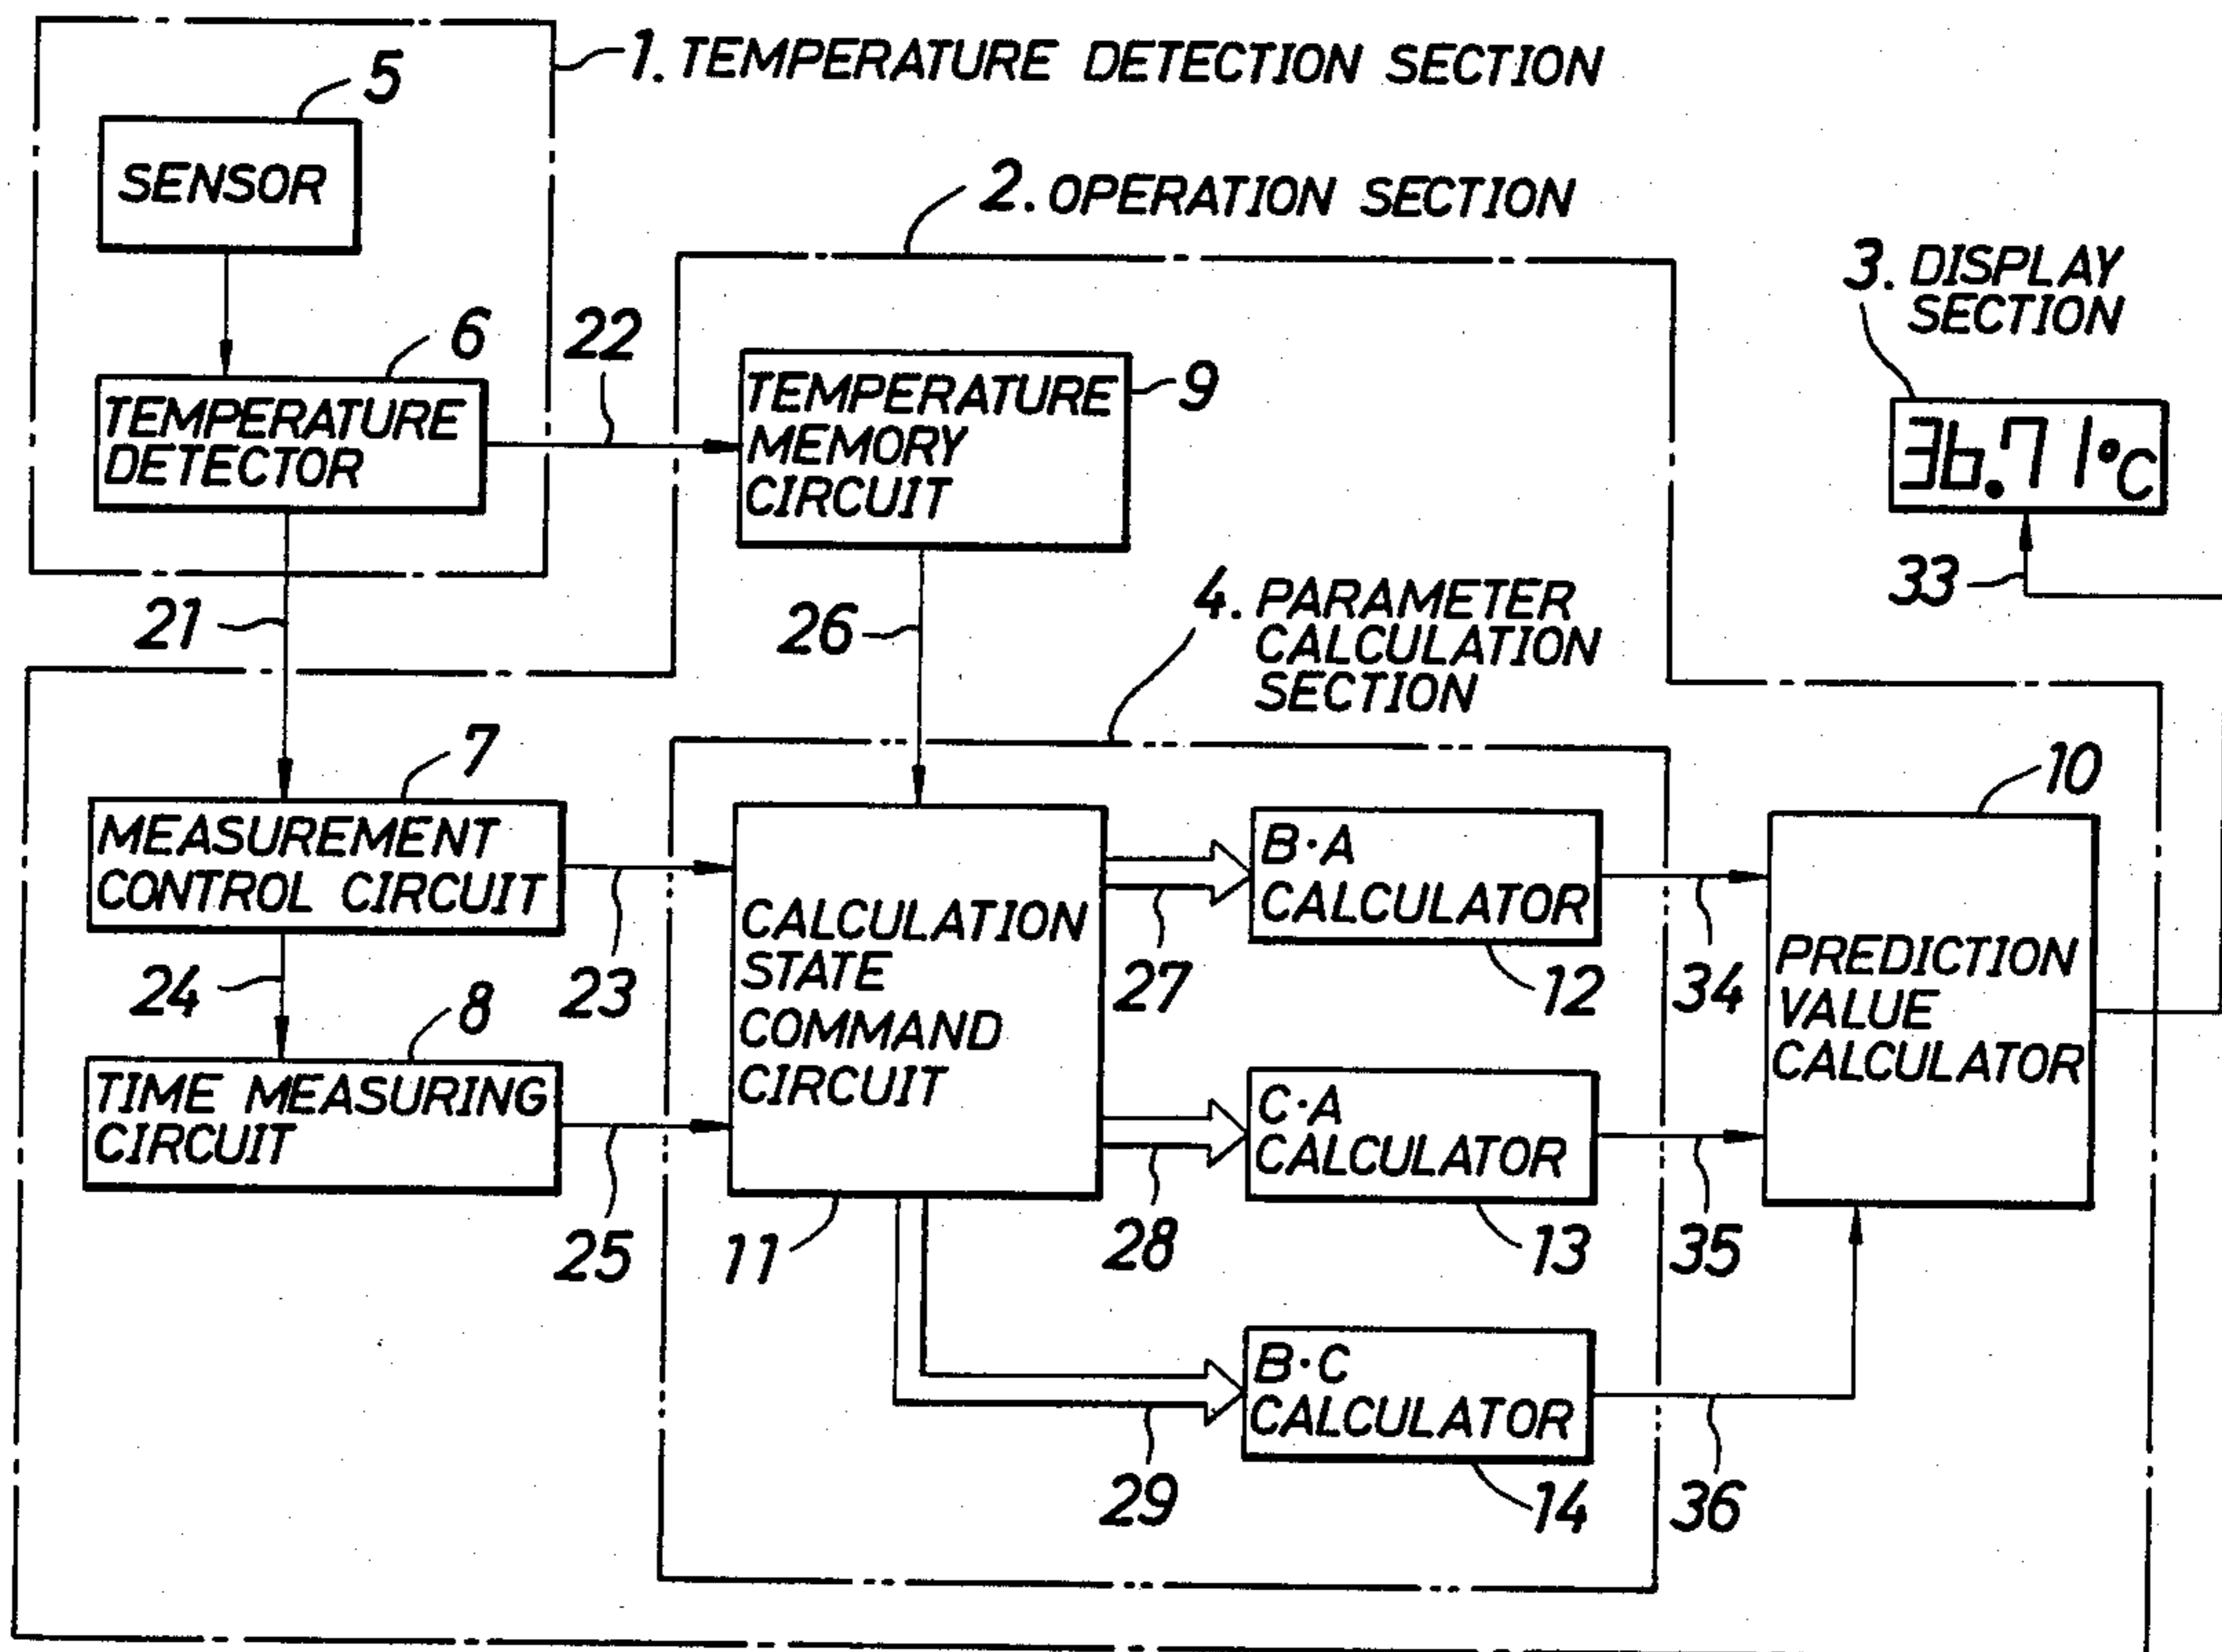 1. TEMPERATURE DETECTION SECTION
5
SENSOR
2. OPERATION SECTION
3. DISPLAY
SECTION
6
22
TEMPERATURE
DETECTOR
TEMPERATURE
MEMORY
CIRCUIT
9
36.71°C
33
21
26
4. PARAMETER
CALCULATION
SECTION
7
10
MEASUREMENT
CONTROL CIRCUIT
23
24
8
TIME MEASURING
CIRCUIT
25
CALCULATION
STATE
COMMAND
CIRCUIT
11
27
B·A
CALCULATOR
12
34
28
C·A
CALCULATOR
13
35
PREDICTION
VALUE
CALCULATOR
29
B·C
CALCULATOR
14
36